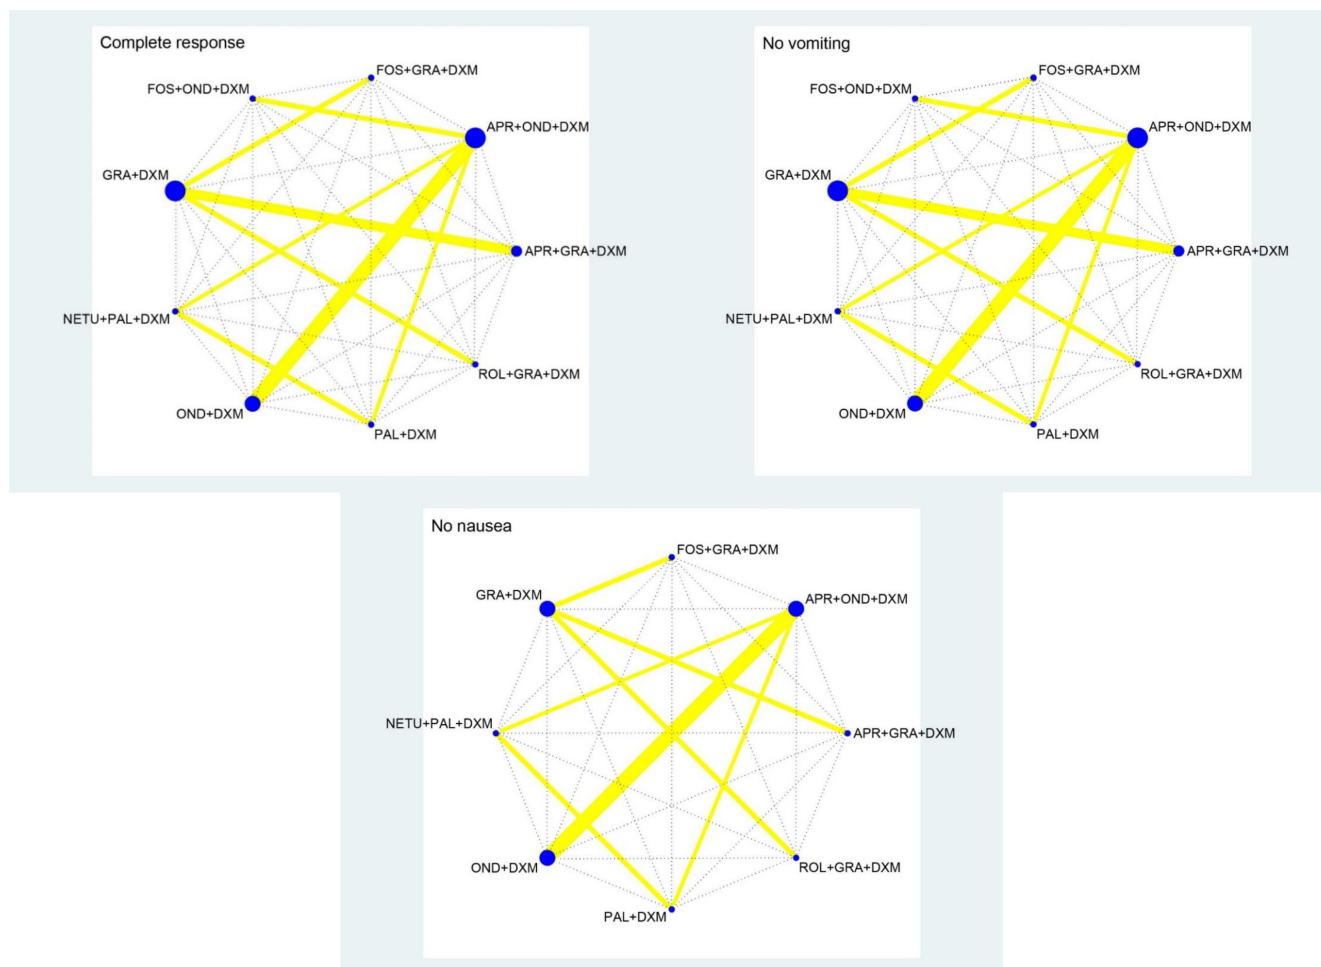 Complete response
FOS+GRA+DXM
FOS+OND+DXM
APR+OND+DXM
GRA+DXM
APR+GRA+DXM
NETU+PAL+DXM
ROL+GRA+DXM
OND+DXM
PAL+DXM
No vomiting
FOS+GRA+DXM
FOS+OND+DXM
APR+OND+DXM
GRA+DXM
APR+GRA+DXM
NETU+PAL+DXM
ROL+GRA+DXM
OND+DXM
PAL+DXM
No nausea
FOS+GRA+DXM
GRA+DXM
APR+OND+DXM
NETU+PAL+DXM
APR+GRA+DXM
OND+DXM
ROL+GRA+DXM
PAL+DXM